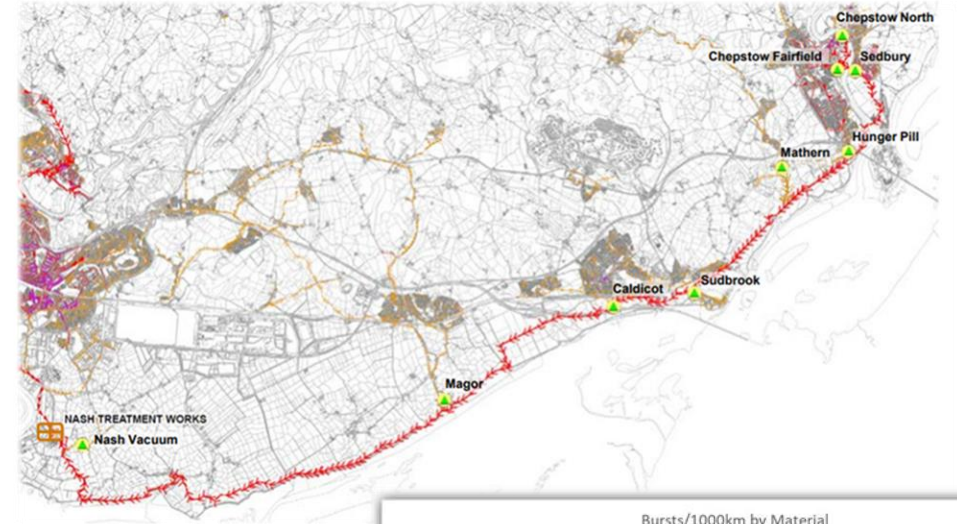 Chepstow North
Chepstow Fairfield
Sedbury
Hunger Pill
Mathern
Sudbrook
Caldicot
Magor
NASH TREATMENT WORKS
Nash Vacuum
Bursts/1000km by Material